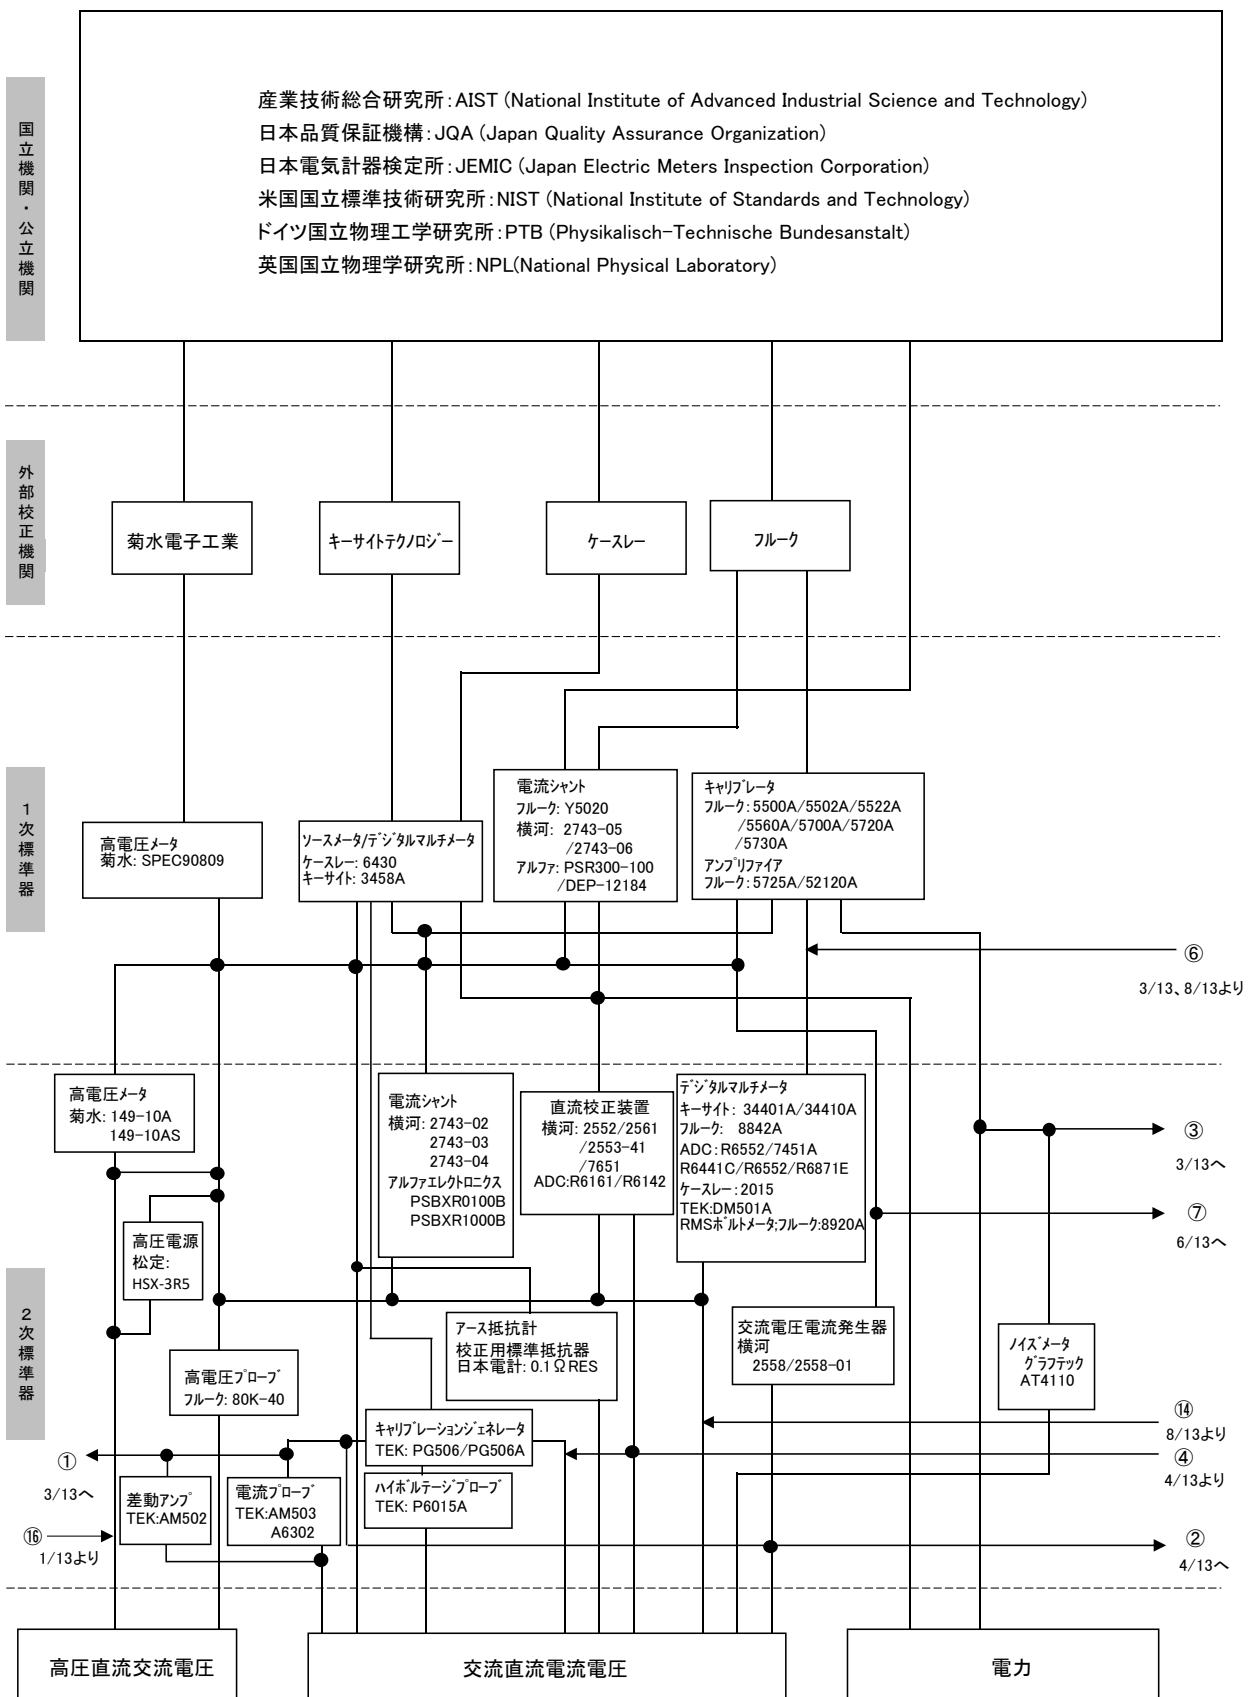 国立機関・公立機関
産業技術総合研究所：AIST (National Institute of Advanced Industrial Science and Technology)
日本品質保証機構：JQA (Japan Quality Assurance Organization)
日本電気計器検定所：JEMIC (Japan Electric Meters Inspection Corporation)
米国国立標準技術研究所：NIST (National Institute of Standards and Technology)
ドイツ国立物理工学研究所：PTB (Physikalisch-Technische Bundesanstalt)
英国国立物理学研究所：NPL(National Physical Laboratory)
外部校正機関
菊水電子工業
キーサイトテクノロジー
ケースレー
フルーク
1次標準器
高電圧メータ
菊水: SPEC90809
ソースメータ/デジタルマルチメータ
ケースレー: 6430
キーサイト: 3458A
電流シャント
フルーク: Y5020
横河: 2743-05
/2743-06
アルファ: PSR300-100
/DEP-12184
キャリブレータ
フルーク: 5500A/5502A/5522A
/5560A/5700A/5720A
/5730A
アンプリファイア
フルーク: 5725A/52120A
⑥
3/13、8/13より
2次標準器
高電圧メータ
菊水: 149-10A
149-10AS
電流シャント
横河: 2743-02
2743-03
2743-04
アルファエレクトロニクス
PSBXR0100B
PSBXR1000B
直流校正装置
横河: 2552/2561
/2553-41
/7651
ADC:R6161/R6142
デジタルマルチメータ
キーサイト: 34401A/34410A
フルーク: 8842A
ADC: R6552/7451A
R6441C/R6552/R6871E
ケースレー: 2015
TEK:DM501A
RMSボルトメータ;フルーク:8920A
③
3/13へ
⑦
6/13へ
高圧電源
松定:
HSX-3R5
アース抵抗計
校正用標準抵抗器
日本電計: 0.1Ω RES
交流電圧電流発生器
横河
2558/2558-01
ノイズメータ
グラフテック
AT4110
高電圧プローブ
フルーク: 80K-40
キャリブレーションジェネレータ
TEK: PG506/PG506A
⑭
8/13より
①
3/13へ
④
4/13より
差動アンプ
TEK:AM502
電流プローブ
TEK:AM503
A6302
ハイボルテージプローブ
TEK: P6015A
⑯
1/13より
②
4/13へ
高圧直流交流電圧
交流直流電流電圧
電力